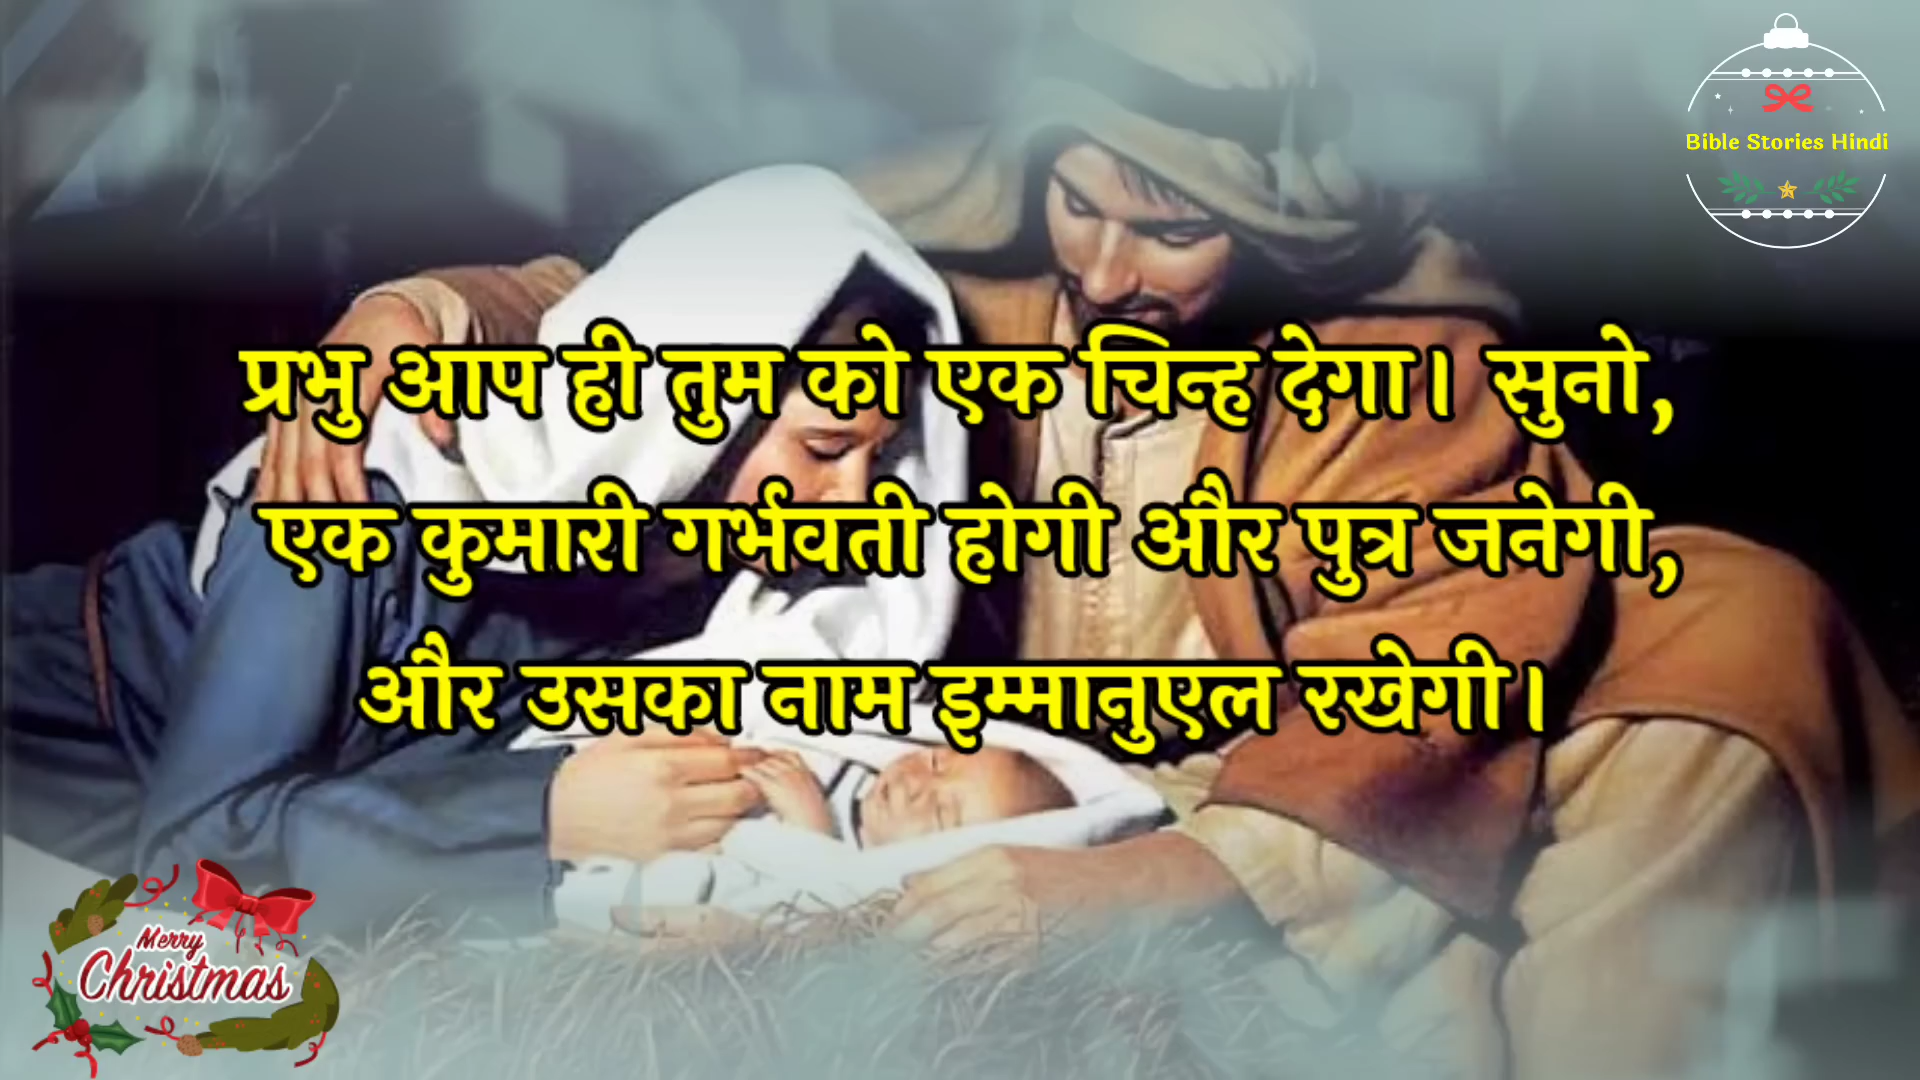 Bible Stories Hindi
प्रभु आप ही तुम को एक चिन्ह देगा। सुनो,
एक कुमारी गर्भवती होगी और पुत्र जनेगी,
और उसका नाम इम्मानुएल रखेगी।
Merry
Christmas